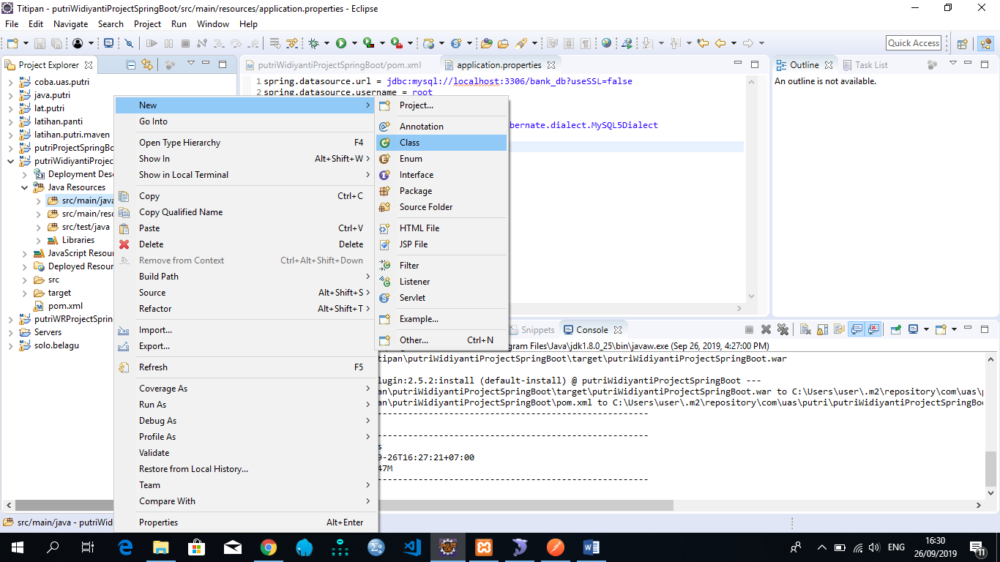 Titipan - putriWidiyantiProjectSpringBoot/src/main/resources/application.properties - Eclipse
File Edit Navigate Search Project Run Window Help
Quick Access
Project Explorer
coba.uas.putri
java.putri
lat.putri
latihan.panti
latihan.putri.maven
putriProjectSpringBo
putriWidiyantiProjec
Deployment Des
Java Resources
src/main/java
src/main/reso
src/test/java
Libraries
JavaScript Resour
Deployed Resour
src
target
pom.xml
putriWRProjectSprin
Servers
solo.belagu
New
Go Into
Open Type Hierarchy F4
Show In Alt+Shift+W
Show in Local Terminal
Copy Ctrl+C
Copy Qualified Name
Paste Ctrl+V
Delete Delete
Remove from Context Ctrl+Alt+Shift+Down
Build Path
Source Alt+Shift+S
Refactor Alt+Shift+T
Import...
Export...
Refresh F5
Coverage As
Run As
Debug As
Profile As
Validate
Restore from Local History...
Team
Compare With
Properties Alt+Enter
Project...
Annotation
Class
Enum
Interface
Package
Source Folder
HTML File
JSP File
Filter
Listener
Servlet
Example...
Other... Ctrl+N
putriWidiyantiProjectSpringBoot/pom.xml application.properties
1 spring.datasource.url = jdbc:mysql://localhost:3306/bank_db?useSSL=false
2 spring.datasource.username = root
bernate.dialect.MySQL5Dialect
Outline Task List
An outline is not available.
Snippets Console
gram Files\Java\jdk1.8.0_25\bin\javaw.exe (Sep 26, 2019, 4:27:00 PM)
itipan\putriWidiyantiProjectSpringBoot\target\putriWidiyantiProjectSpringBoot.war
lugin:2.5.2:install (default-install) @ putriWidiyantiProjectSpringBoot ---
an\putriWidiyantiProjectSpringBoot\target\putriWidiyantiProjectSpringBoot.war to C:\Users\user\.m2\repository\com\uas\p
an\putriWidiyantiProjectSpringBoot\pom.xml to C:\Users\user\.m2\repository\com\uas\putri\putriWidiyantiProjectSpringBoo
------------------------------------------------------
------------------------------------------------------
s
9-26T16:27:21+07:00
47M
------------------------------------------------------
src/main/java - putriWidi
ENG
16:30
26/09/2019
11